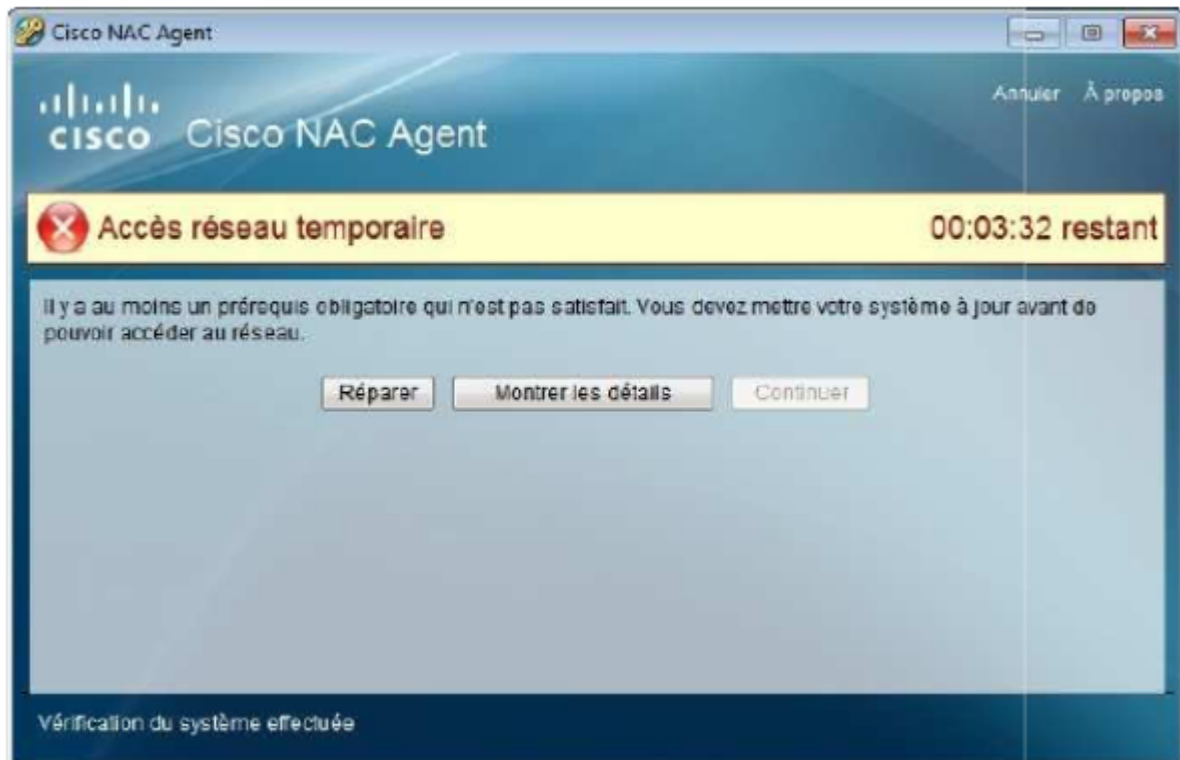 Cisco NAC Agent
Annuler À propos
CISCO Cisco NAC Agent
Accès réseau temporaire 00:03:32 restant
Il y a au moins un prérequis obligatoire qui n'est pas satisfait. Vous devez mettre votre système à jour avant de
pouvoir accéder au réseau.
Réparer Montrer les détails Continuer
Vérification du système effectuée